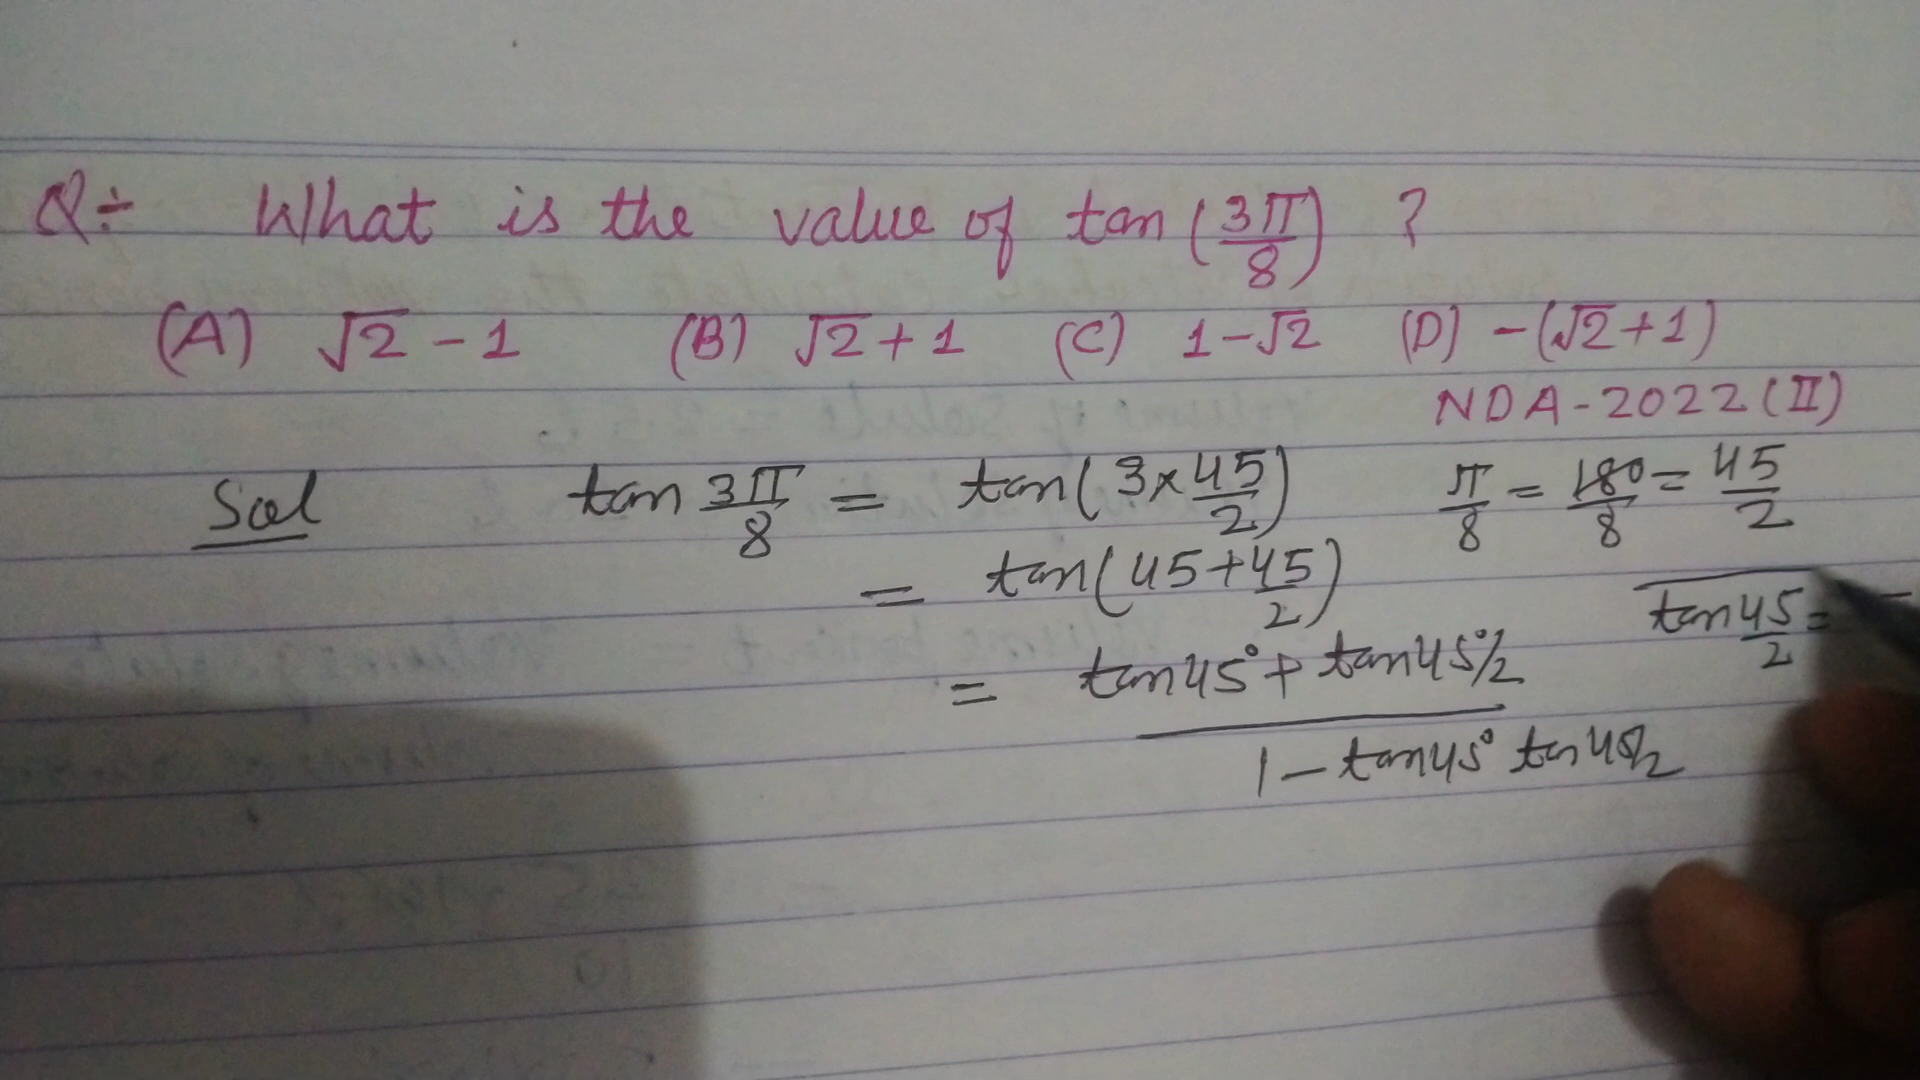 Q÷ What is the value of tan (3π/8) ?
(A) √2 - 1 (B) √2 + 1 (C) 1 - √2 (D) -(√2 + 1)
NDA - 2022 (II)
Sol tan 3π/8 = tan(3 × 45/2) π/8 = 180/8 = 45/2
= tan(45 + 45/2)
tan 45/2 =
= tan45° + tan45°/2
1 - tan45° tan45/2